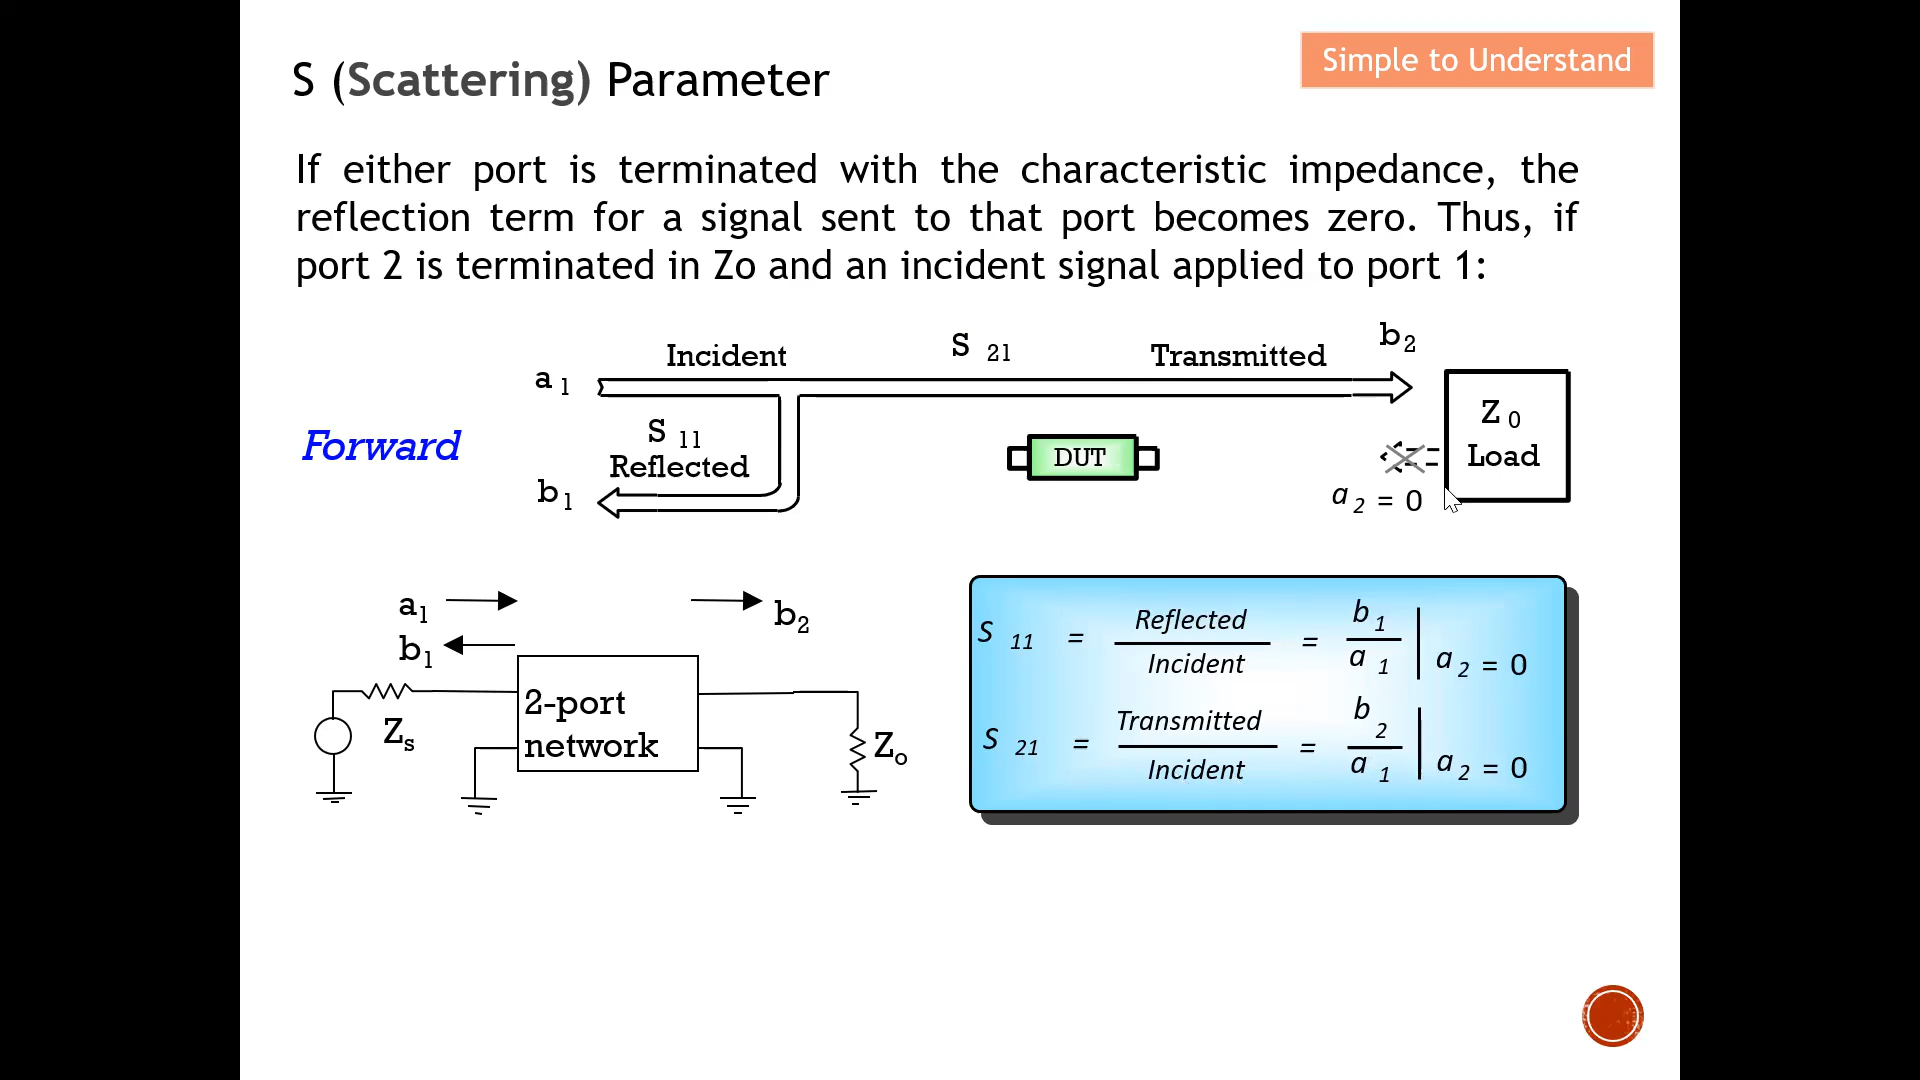 S (Scattering) Parameter
Simple to Understand
If either port is terminated with the characteristic impedance, the
reflection term for a signal sent to that port becomes zero. Thus, if
port 2 is terminated in Zo and an incident signal applied to port 1:
a 1
Incident
S 21
Transmitted
b2
Forward
S 11
Reflected
b1
DUT
Z 0
Load
a 2 = 0
a1
b1
b2
Zs
2-port
network
Zo
S 11 = Reflected / Incident = b 1 / a 1 | a 2 = 0
S 21 = Transmitted / Incident = b 2 / a 1 | a 2 = 0